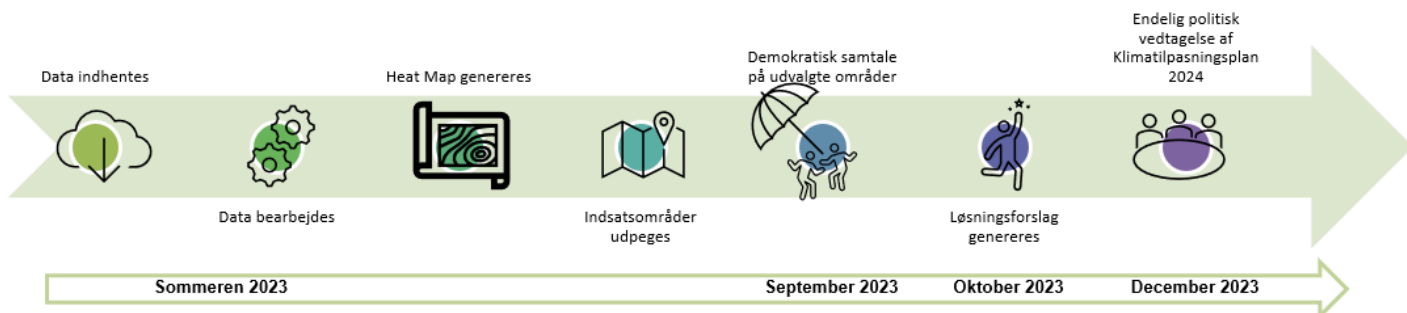 Data indhentes
Data bearbejdes
Heat Map genereres
Indsatsområder
udpeges
Demokratisk samtale
på udvalgte områder
Løsningsforslag
genereres
Endelig politisk
vedtagelse af
Klimatilpasningsplan
2024
Sommeren 2023
September 2023
Oktober 2023
December 2023